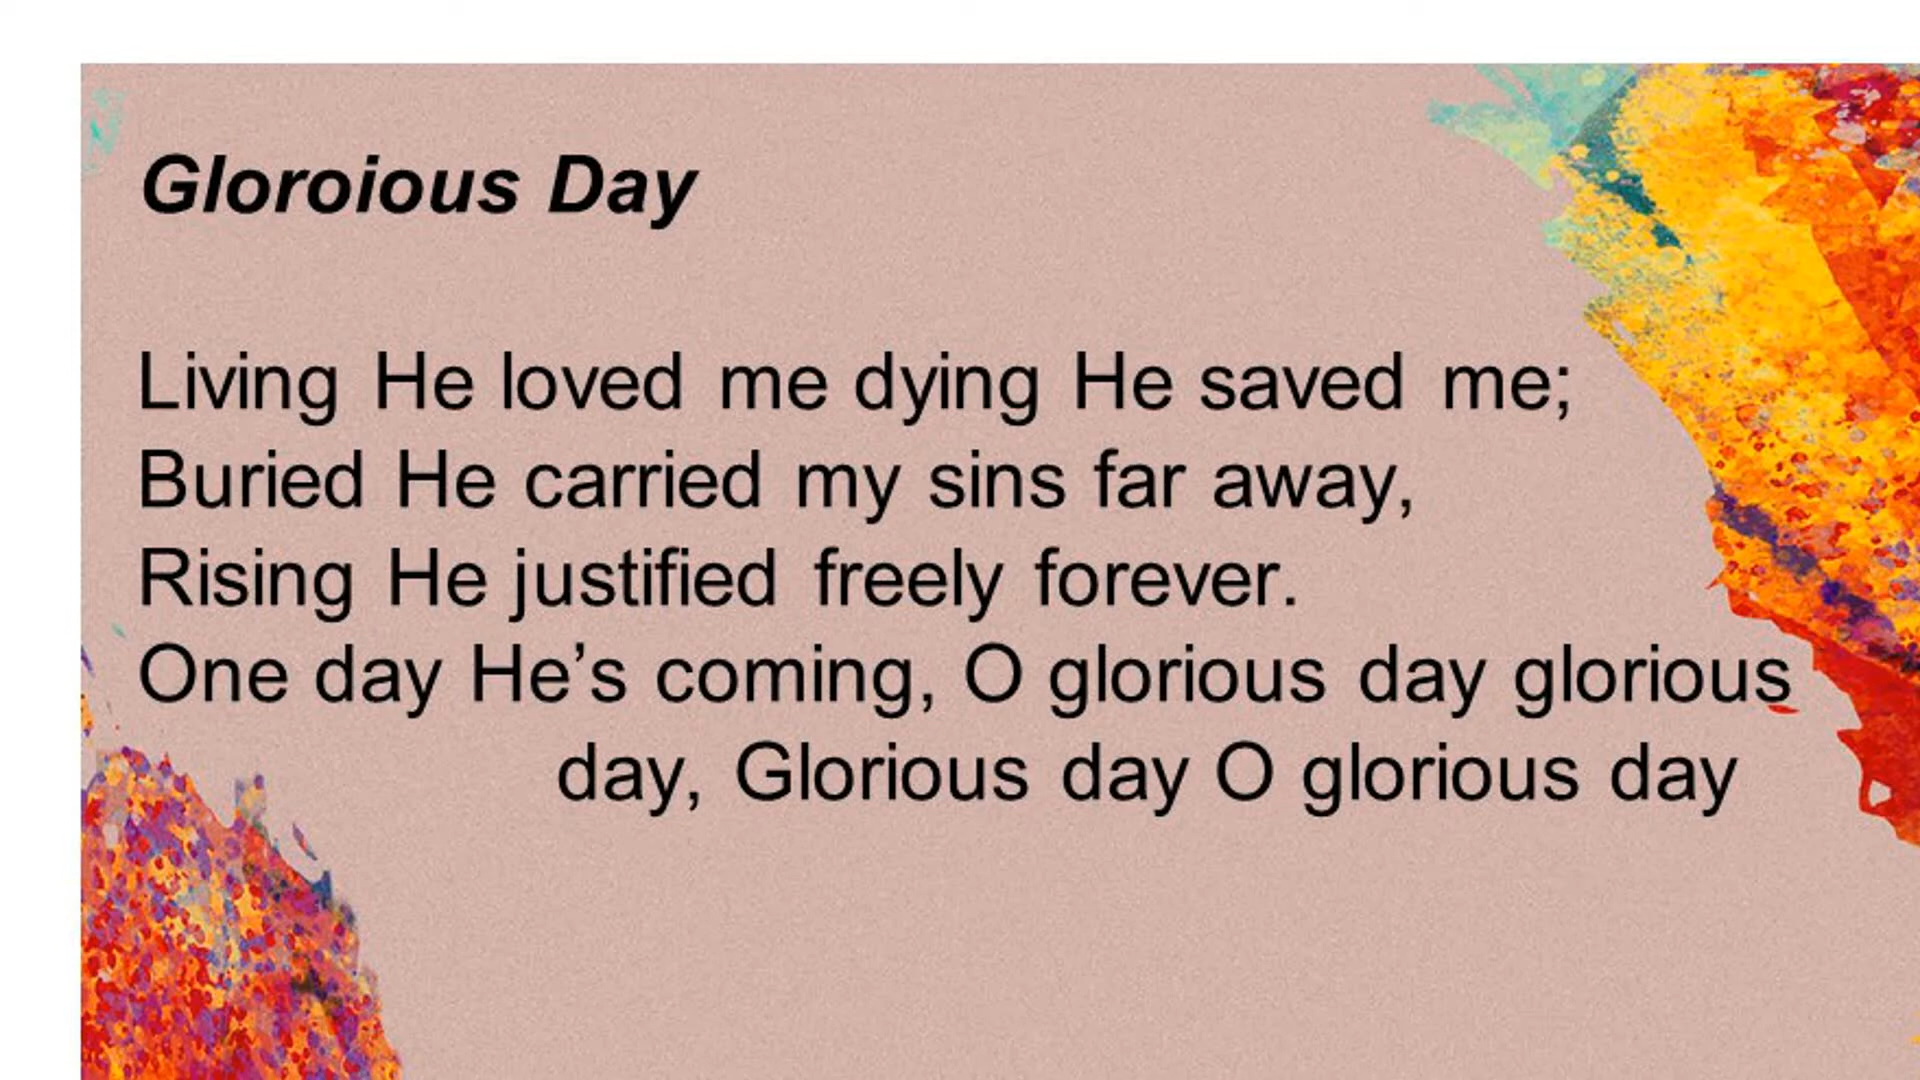 Gloroious Day
Living He loved me dying He saved me;
Buried He carried my sins far away,
Rising He justified freely forever.
One day He’s coming, O glorious day glorious
day, Glorious day O glorious day